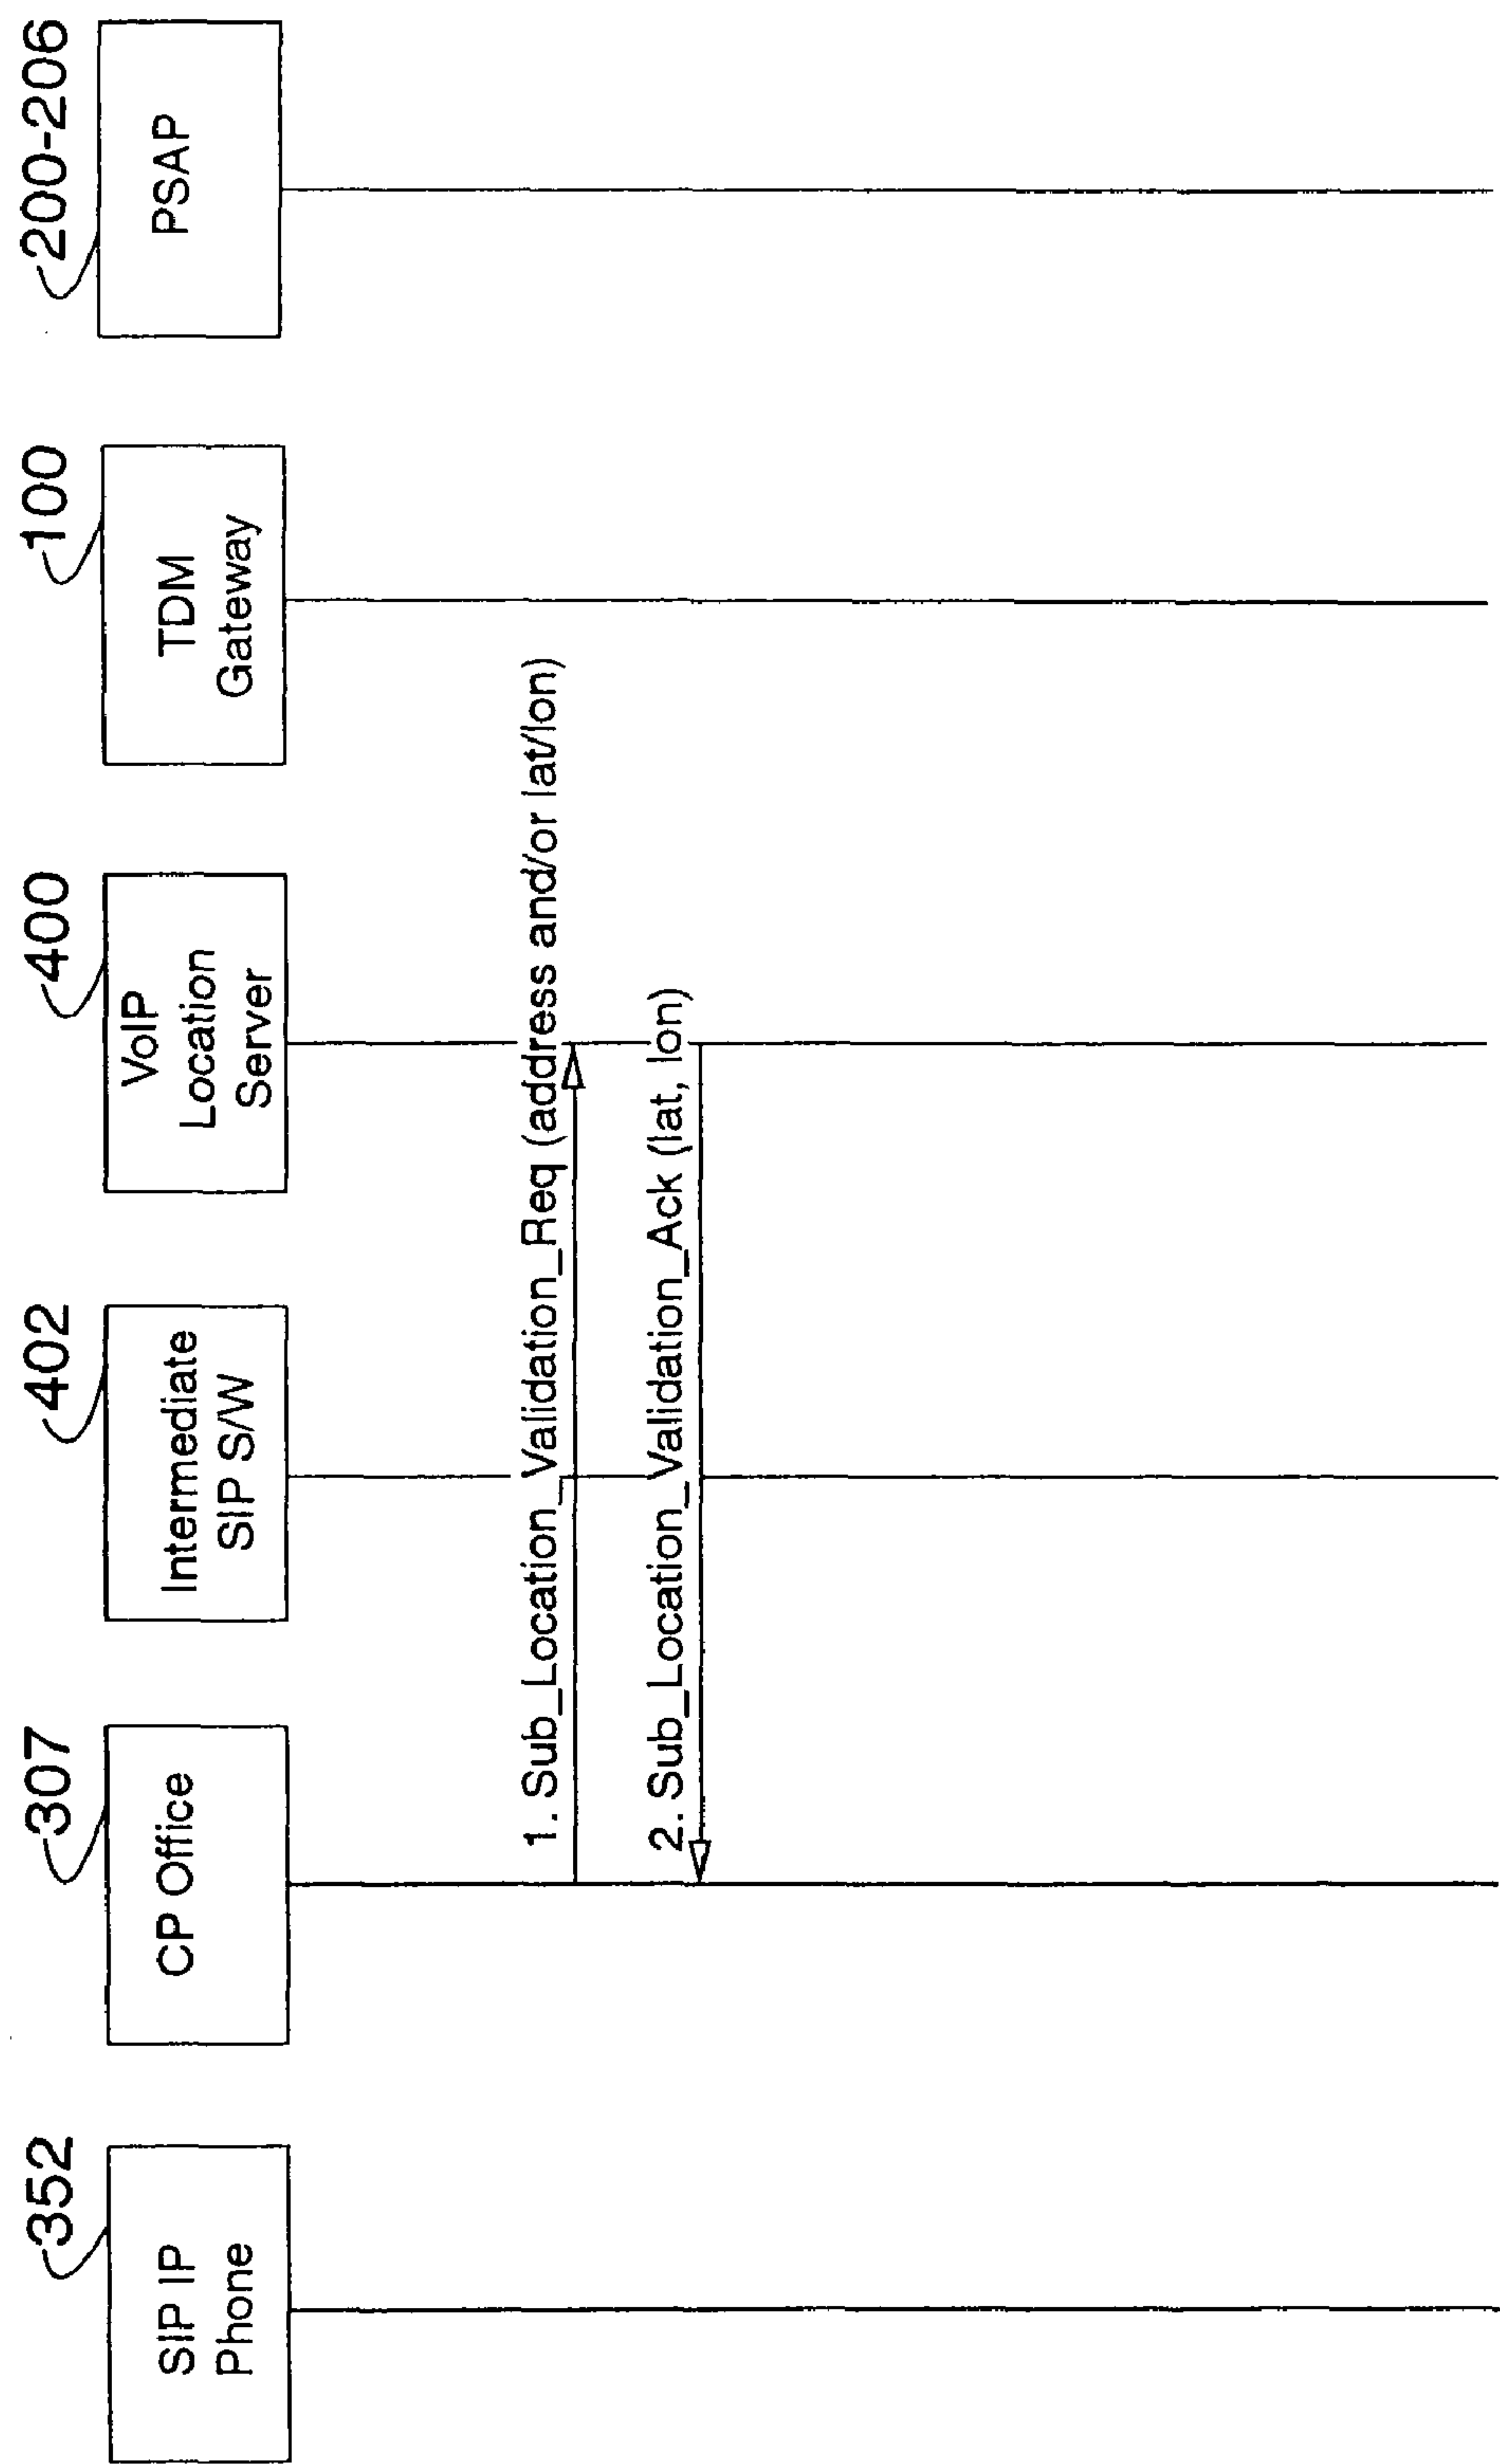 352
307
402
400
100
200-206
SIP IP
Phone
CP Office
Intermediate
SIP S/W
VoIP
Location
Server
TDM
Gateway
PSAP
1. Sub_Location_Validation_Req (address and/or lat/lon)
2. Sub_Location_Validation_Ack (lat, lon)